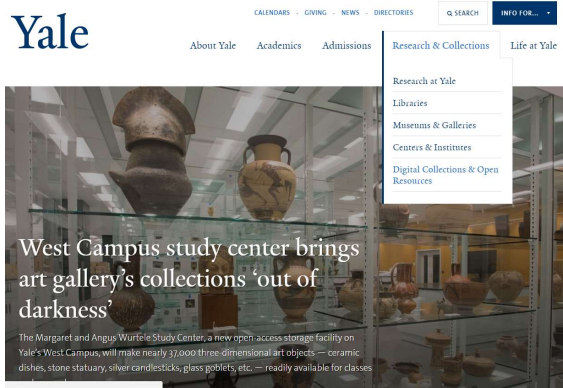 Yale
CALENDARS · GIVING · NEWS · DIRECTORIES
SEARCH
INFO FOR...
About Yale Academics Admissions Research & Collections Life at Yale
Research at Yale
Libraries
Museums & Galleries
Centers & Institutes
Digital Collections & Open
Resources
West Campus study center brings
art gallery's collections ‘out of
darkness’
The Margaret and Angus Wurtele Study Center, a new open-access storage facility on
Yale's West Campus, will make nearly 37,000 three-dimensional art objects — ceramic
dishes, stone statuary, silver candlesticks, glass goblets, etc. — readily available for classes